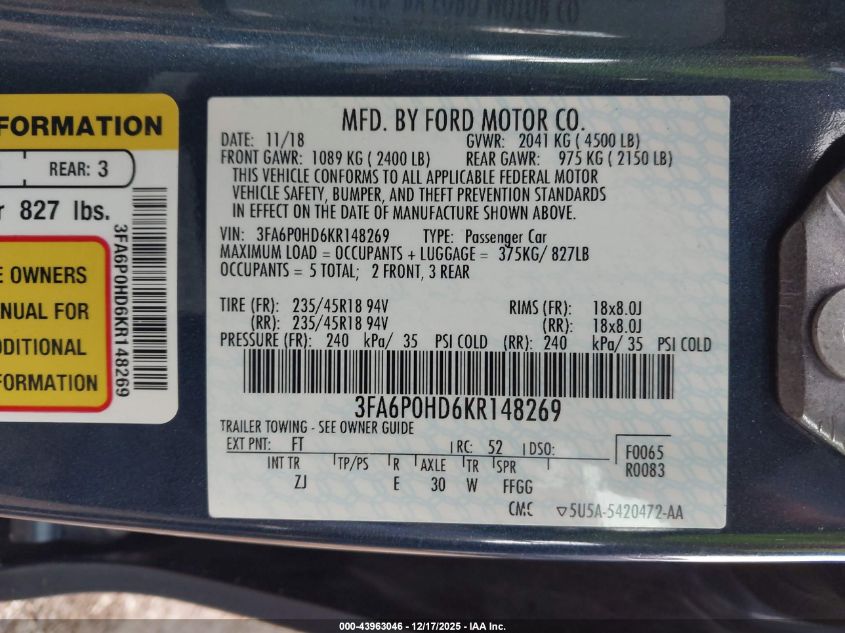 FORMATION
REAR: 3
827 lbs.
3FA6P0HD6KR148269
E OWNERS
NUAL FOR
DDITIONAL
FORMATION
MFD. BY FORD MOTOR CO.
DATE: 11/18 GVWR: 2041 KG ( 4500 LB)
FRONT GAWR: 1089 KG ( 2400 LB) REAR GAWR: 975 KG ( 2150 LB)
THIS VEHICLE CONFORMS TO ALL APPLICABLE FEDERAL MOTOR
VEHICLE SAFETY, BUMPER, AND THEFT PREVENTION STANDARDS
IN EFFECT ON THE DATE OF MANUFACTURE SHOWN ABOVE.
VIN: 3FA6P0HD6KR148269 TYPE: Passenger Car
MAXIMUM LOAD = OCCUPANTS + LUGGAGE = 375KG/ 827LB
OCCUPANTS = 5 TOTAL; 2 FRONT, 3 REAR
TIRE (FR): 235/45R18 94V RIMS (FR): 18x8.0J
(RR): 235/45R18 94V (RR): 18x8.0J
PRESSURE (FR): 240 kPa/ 35 PSI COLD (RR): 240 kPa/ 35 PSI COLD
3FA6P0HD6KR148269
TRAILER TOWING - SEE OWNER GUIDE
EXT PNT: FT RC: 52 DSO: F0065
R0083
INT TR TP/PS R AXLE TR SPR
ZJ E 30 W FFGG
CMC ▽5U5A-5420472-AA
000-43963046 - 12/17/2025 - IAA Inc.